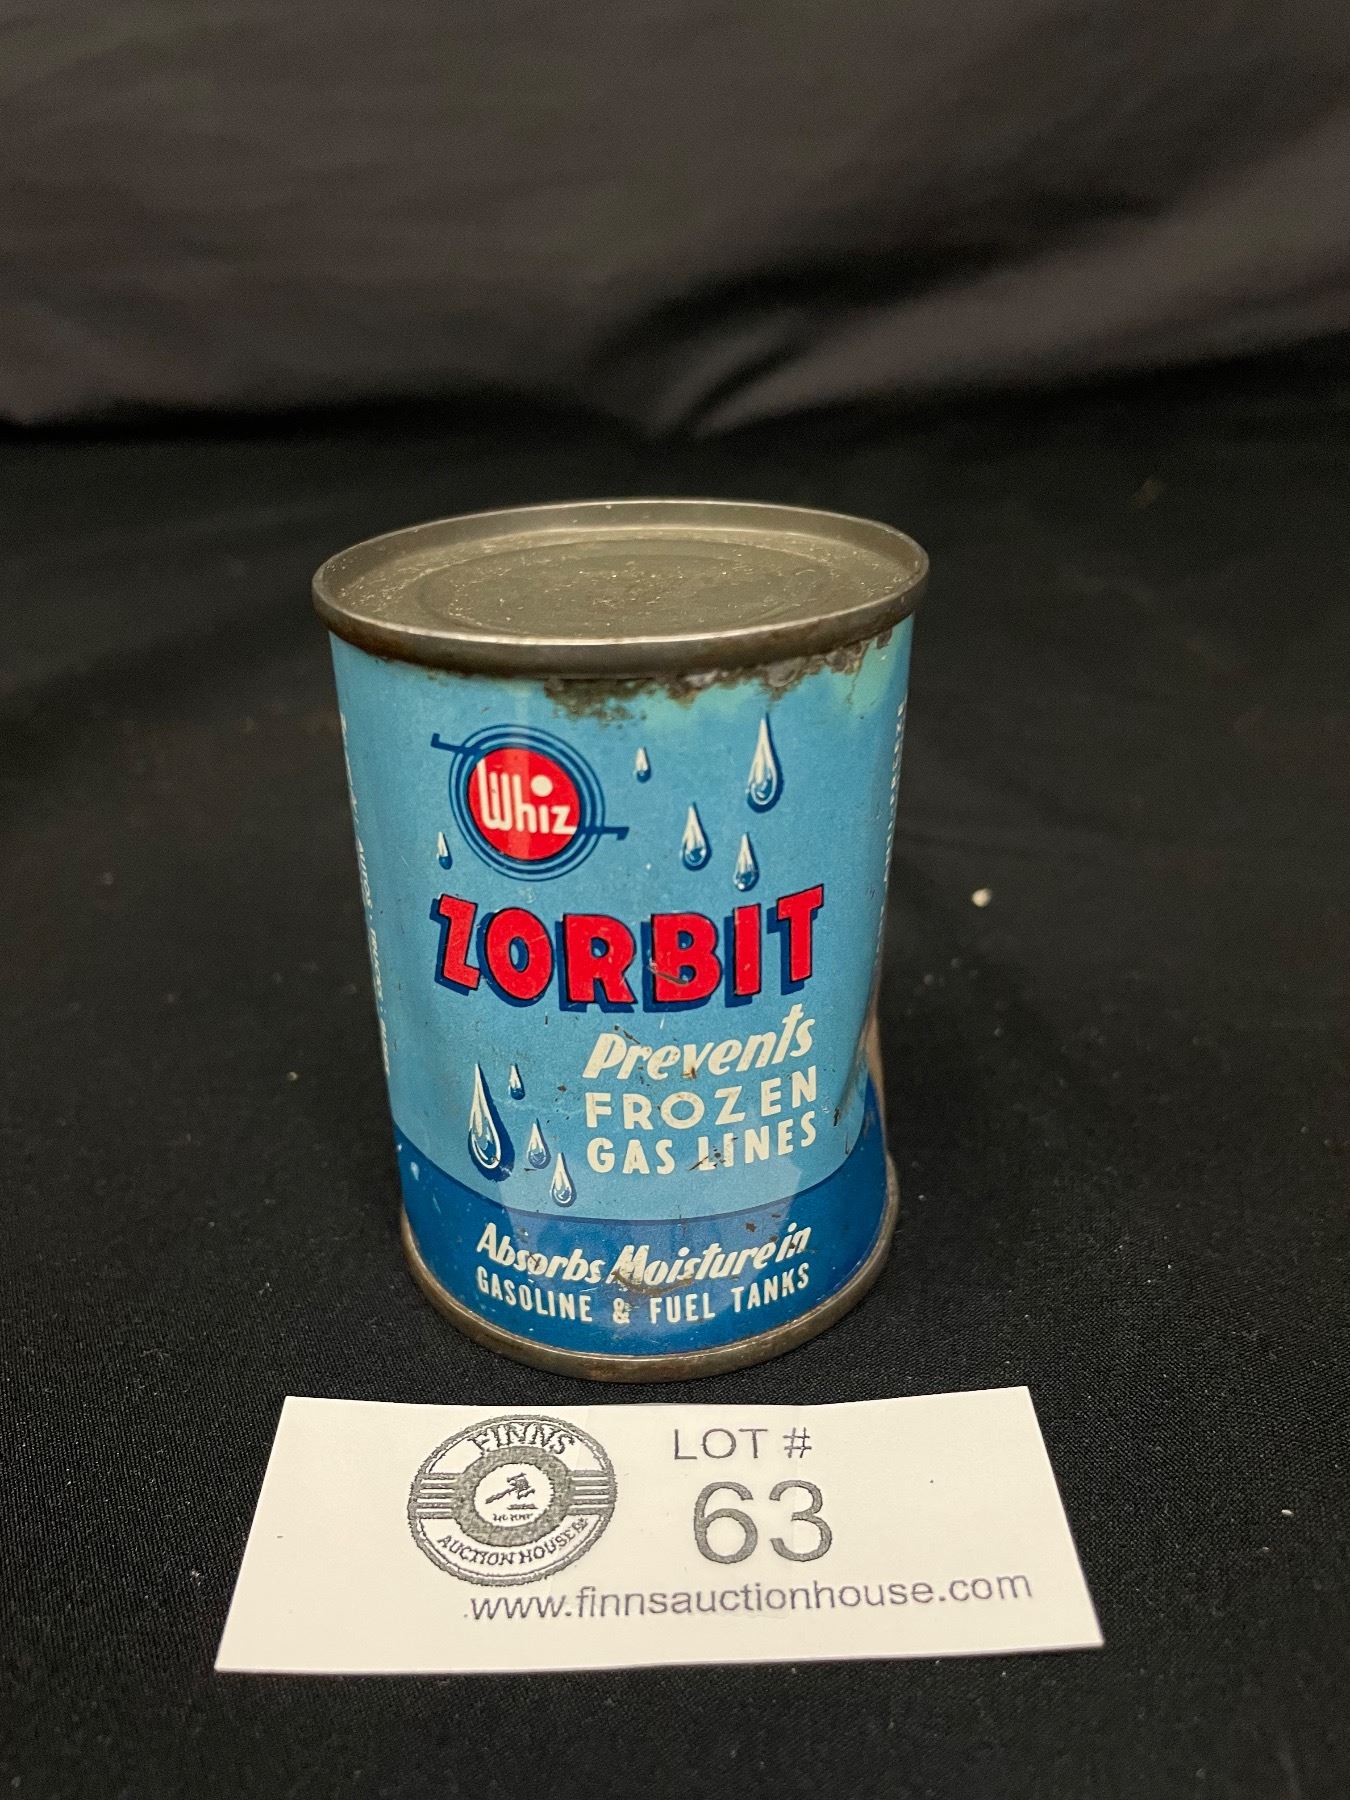 Whiz
ZORBIT
Prevents
FROZEN
GAS LINES
Absorbs Moisture in
GASOLINE & FUEL TANKS
FINNS
AUCTION HOUSE
LOT #
63
www.finnsauctionhouse.com